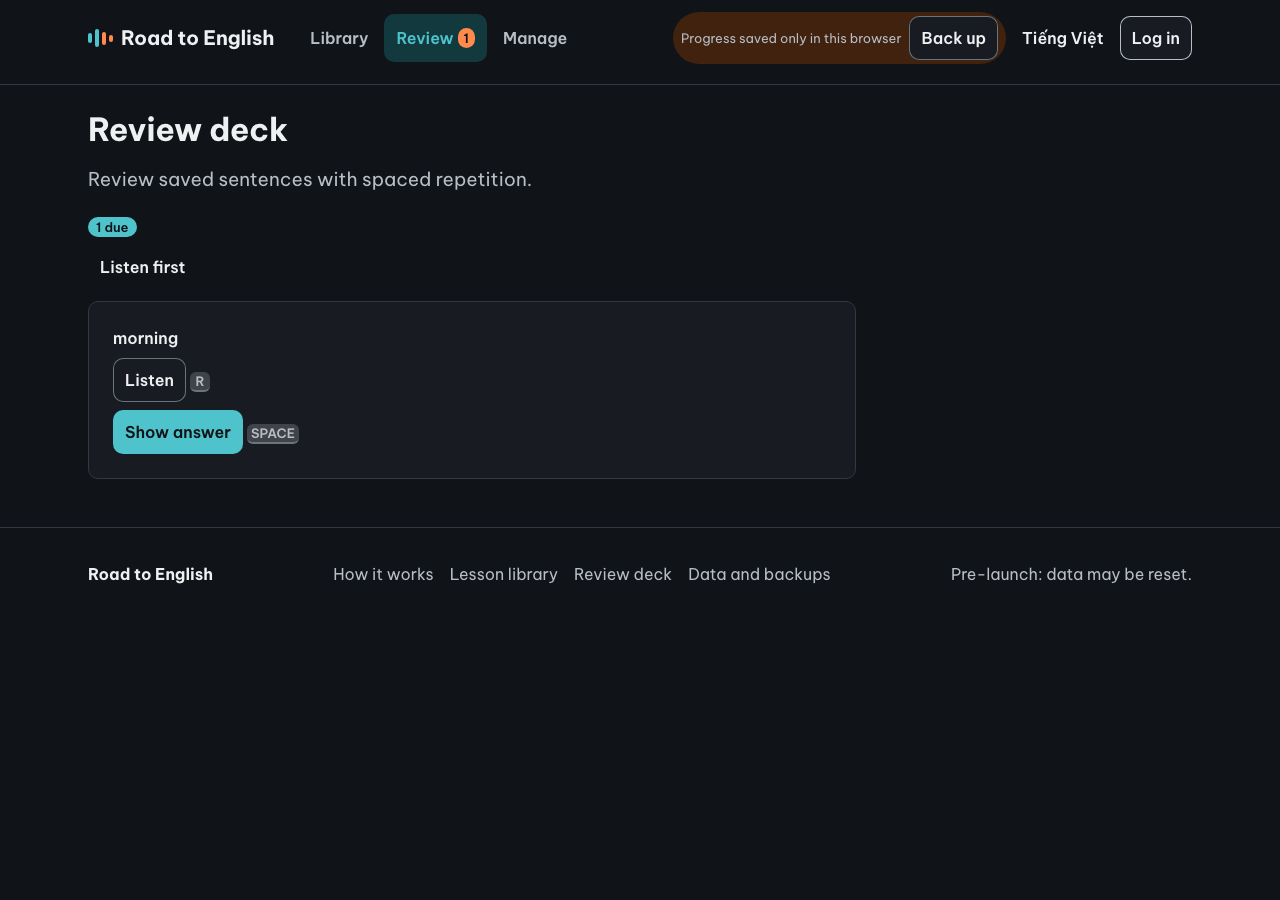 Road to English
Library
Review 1
Manage
Progress saved only in this browser
Back up
Tiếng Việt
Log in
Review deck
Review saved sentences with spaced repetition.
1 due
Listen first
morning
Listen R
Show answer SPACE
Road to English
How it works
Lesson library
Review deck
Data and backups
Pre-launch: data may be reset.